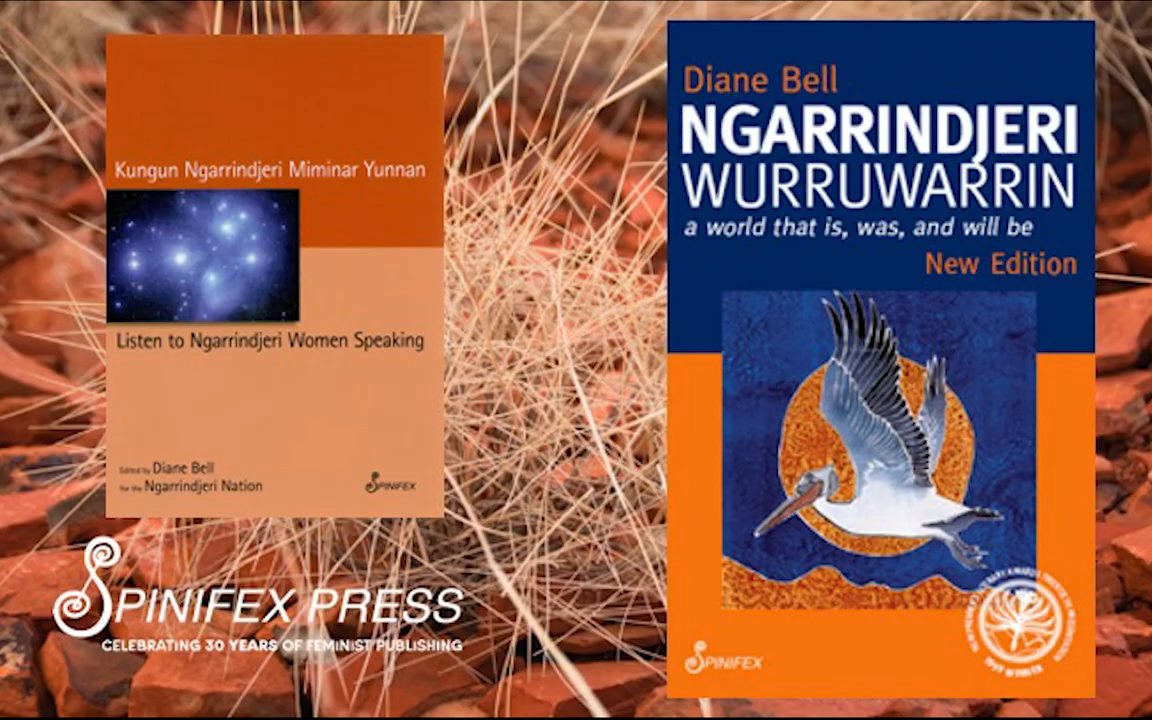 Kungun Ngarrindjeri Miminar Yunnan
Listen to Ngarrindjeri Women Speaking
Edited by Diane Bell
for the Ngarrindjeri Nation
SPINIFEX
SPINIFEX PRESS
CELEBRATING 30 YEARS OF FEMINIST PUBLISHING
Diane Bell
NGARRINDJERI
WURRUWARRIN
a world that is, was, and will be
New Edition
SPINIFEX